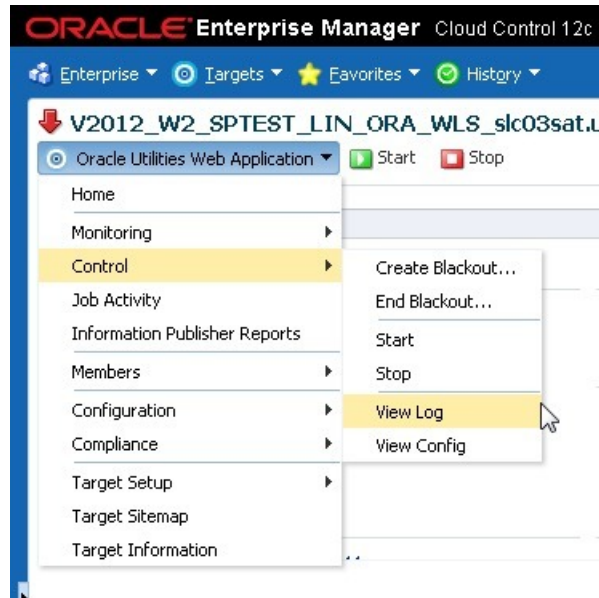 ORACLE Enterprise Manager Cloud Control 12c
Enterprise Targets Favorites History
V2012_W2_SPTEST_LIN_ORA_WLS_slc03sat.u
Oracle Utilities Web Application Start Stop
Home
Monitoring
Control
Job Activity
Information Publisher Reports
Members
Configuration
Compliance
Target Setup
Target Sitemap
Target Information
Create Blackout...
End Blackout...
Start
Stop
View Log
View Config